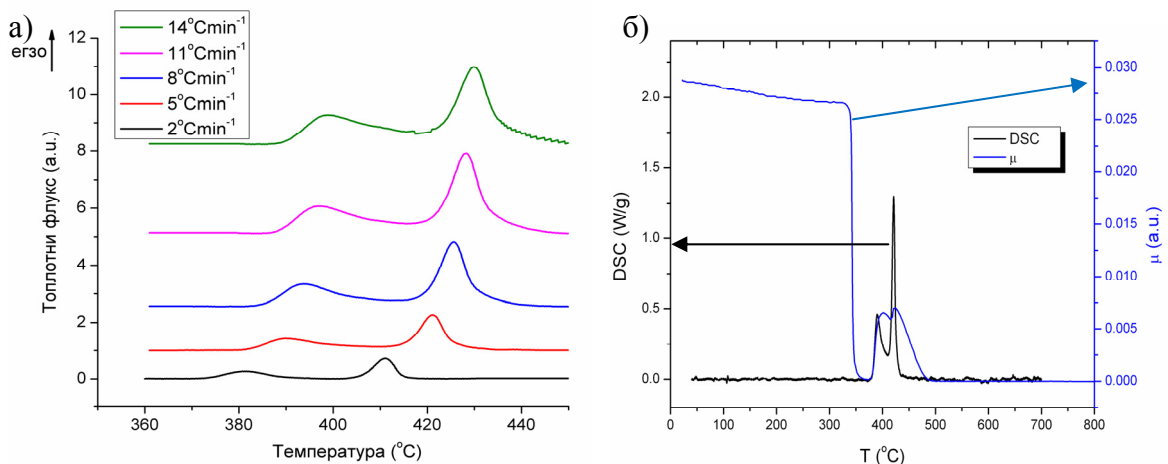 а)
егзо
14°Cmin⁻¹
11°Cmin⁻¹
8°Cmin⁻¹
5°Cmin⁻¹
2°Cmin⁻¹
12
10
8
6
4
2
0
Топлотни флукс (a.u.)
360 380 400 420 440
Температура (°C)
б)
2.0
1.5
1.0
0.5
0.0
DSC (W/g)
DSC
μ
0.030
0.025
0.020
0.015
0.010
0.005
0.000
μ (a.u.)
0 100 200 300 400 500 600 700 800
T (°C)